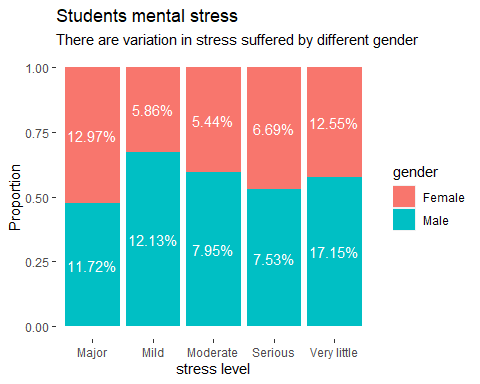 Students mental stress
There are variation in stress suffered by different gender
1.00
0.75
0.50
0.25
0.00
Proportion
12.97% 5.86% 5.44% 6.69% 12.55%
11.72% 12.13% 7.95% 7.53% 17.15%
Major Mild Moderate Serious Very little
stress level
gender
Female
Male